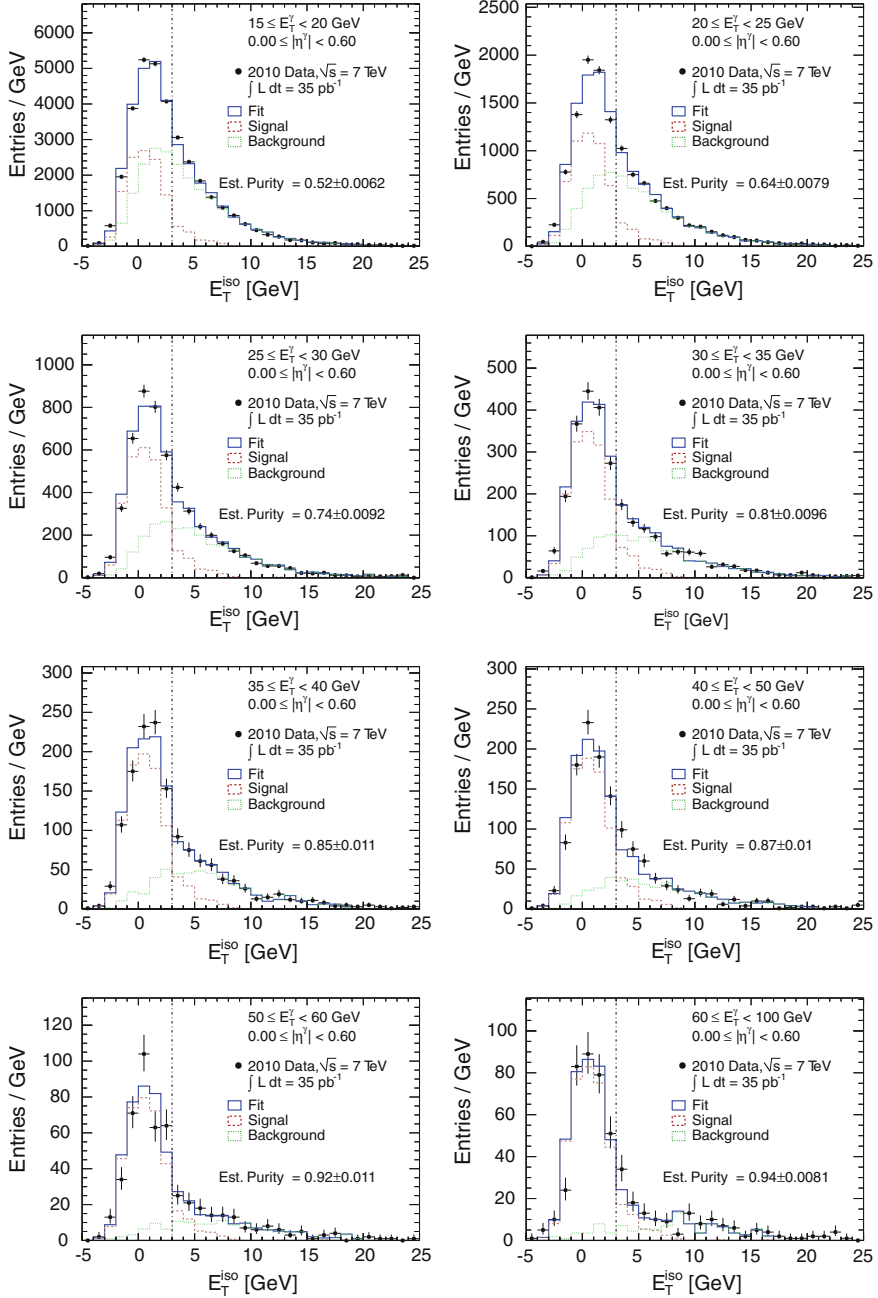 15 ≤ E_T^γ < 20 GeV
0.00 ≤ |η^γ| < 0.60
2010 Data, √s = 7 TeV
∫ L dt = 35 pb⁻¹
Fit
Signal
Background
Est. Purity = 0.52±0.0062
Entries / GeV
6000
5000
4000
3000
2000
1000
0
-5 0 5 10 15 20 25
E_T^iso [GeV]
20 ≤ E_T^γ < 25 GeV
0.00 ≤ |η^γ| < 0.60
2010 Data, √s = 7 TeV
∫ L dt = 35 pb⁻¹
Fit
Signal
Background
Est. Purity = 0.64±0.0079
Entries / GeV
2500
2000
1500
1000
500
0
-5 0 5 10 15 20 25
E_T^iso [GeV]
25 ≤ E_T^γ < 30 GeV
0.00 ≤ |η^γ| < 0.60
2010 Data, √s = 7 TeV
∫ L dt = 35 pb⁻¹
Fit
Signal
Background
Est. Purity = 0.74±0.0092
Entries / GeV
1000
800
600
400
200
0
-5 0 5 10 15 20 25
E_T^iso [GeV]
30 ≤ E_T^γ < 35 GeV
0.00 ≤ |η^γ| < 0.60
2010 Data, √s = 7 TeV
∫ L dt = 35 pb⁻¹
Fit
Signal
Background
Est. Purity = 0.81±0.0096
Entries / GeV
500
400
300
200
100
0
-5 0 5 10 15 20 25
E_T^iso [GeV]
35 ≤ E_T^γ < 40 GeV
0.00 ≤ |η^γ| < 0.60
2010 Data, √s = 7 TeV
∫ L dt = 35 pb⁻¹
Fit
Signal
Background
Est. Purity = 0.85±0.011
Entries / GeV
300
250
200
150
100
50
0
-5 0 5 10 15 20 25
E_T^iso [GeV]
40 ≤ E_T^γ < 50 GeV
0.00 ≤ |η^γ| < 0.60
2010 Data, √s = 7 TeV
∫ L dt = 35 pb⁻¹
Fit
Signal
Background
Est. Purity = 0.87±0.01
Entries / GeV
300
250
200
150
100
50
0
-5 0 5 10 15 20 25
E_T^iso [GeV]
50 ≤ E_T^γ < 60 GeV
0.00 ≤ |η^γ| < 0.60
2010 Data, √s = 7 TeV
∫ L dt = 35 pb⁻¹
Fit
Signal
Background
Est. Purity = 0.92±0.011
Entries / GeV
120
100
80
60
40
20
0
-5 0 5 10 15 20 25
E_T^iso [GeV]
60 ≤ E_T^γ < 100 GeV
0.00 ≤ |η^γ| < 0.60
2010 Data, √s = 7 TeV
∫ L dt = 35 pb⁻¹
Fit
Signal
Background
Est. Purity = 0.94±0.0081
Entries / GeV
100
80
60
40
20
0
-5 0 5 10 15 20 25
E_T^iso [GeV]